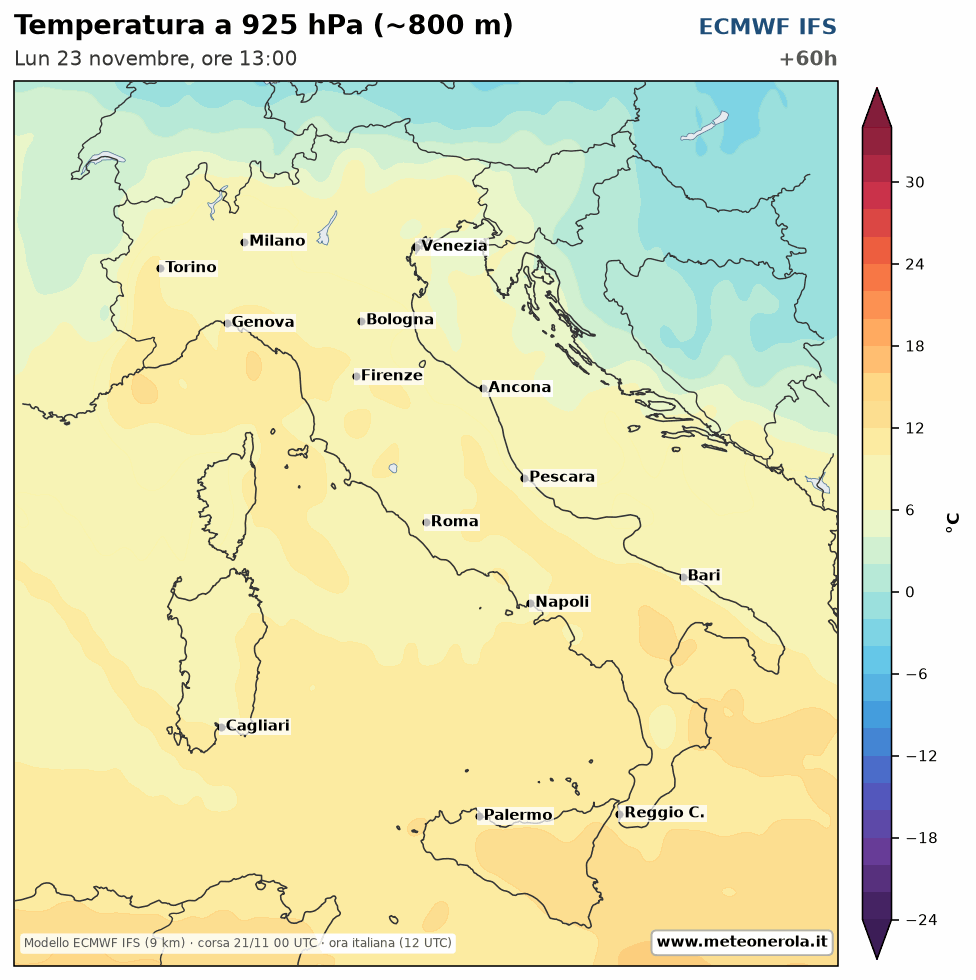 Temperatura a 925 hPa (~800 m)
ECMWF IFS
Lun 23 novembre, ore 13:00
+60h
Milano
Venezia
Torino
Genova
Bologna
Firenze
Ancona
Pescara
Roma
Bari
Napoli
Cagliari
Palermo
Reggio C.
30
24
18
12
6
0
−6
−12
−18
−24
°C
Modello ECMWF IFS (9 km) · corsa 21/11 00 UTC · ora italiana (12 UTC)
www.meteonerola.it